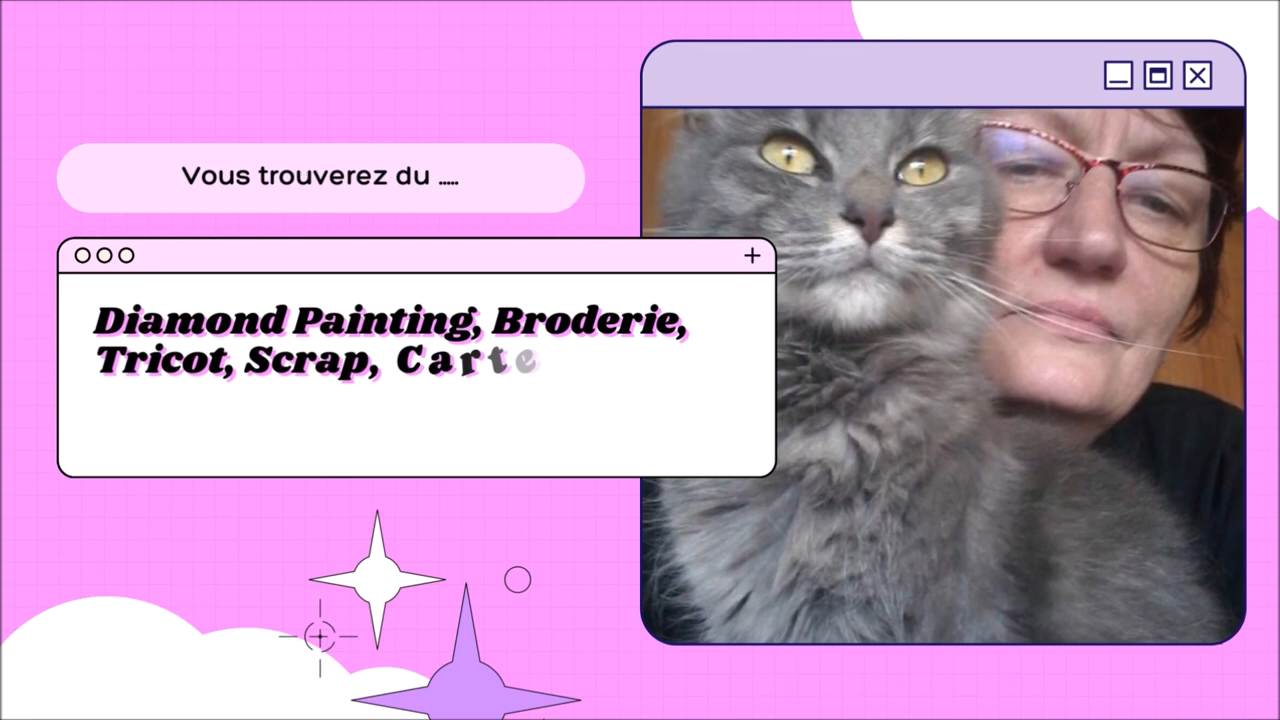 Vous trouverez du .....
Diamond Painting, Broderie,
Tricot, Scrap, Carte